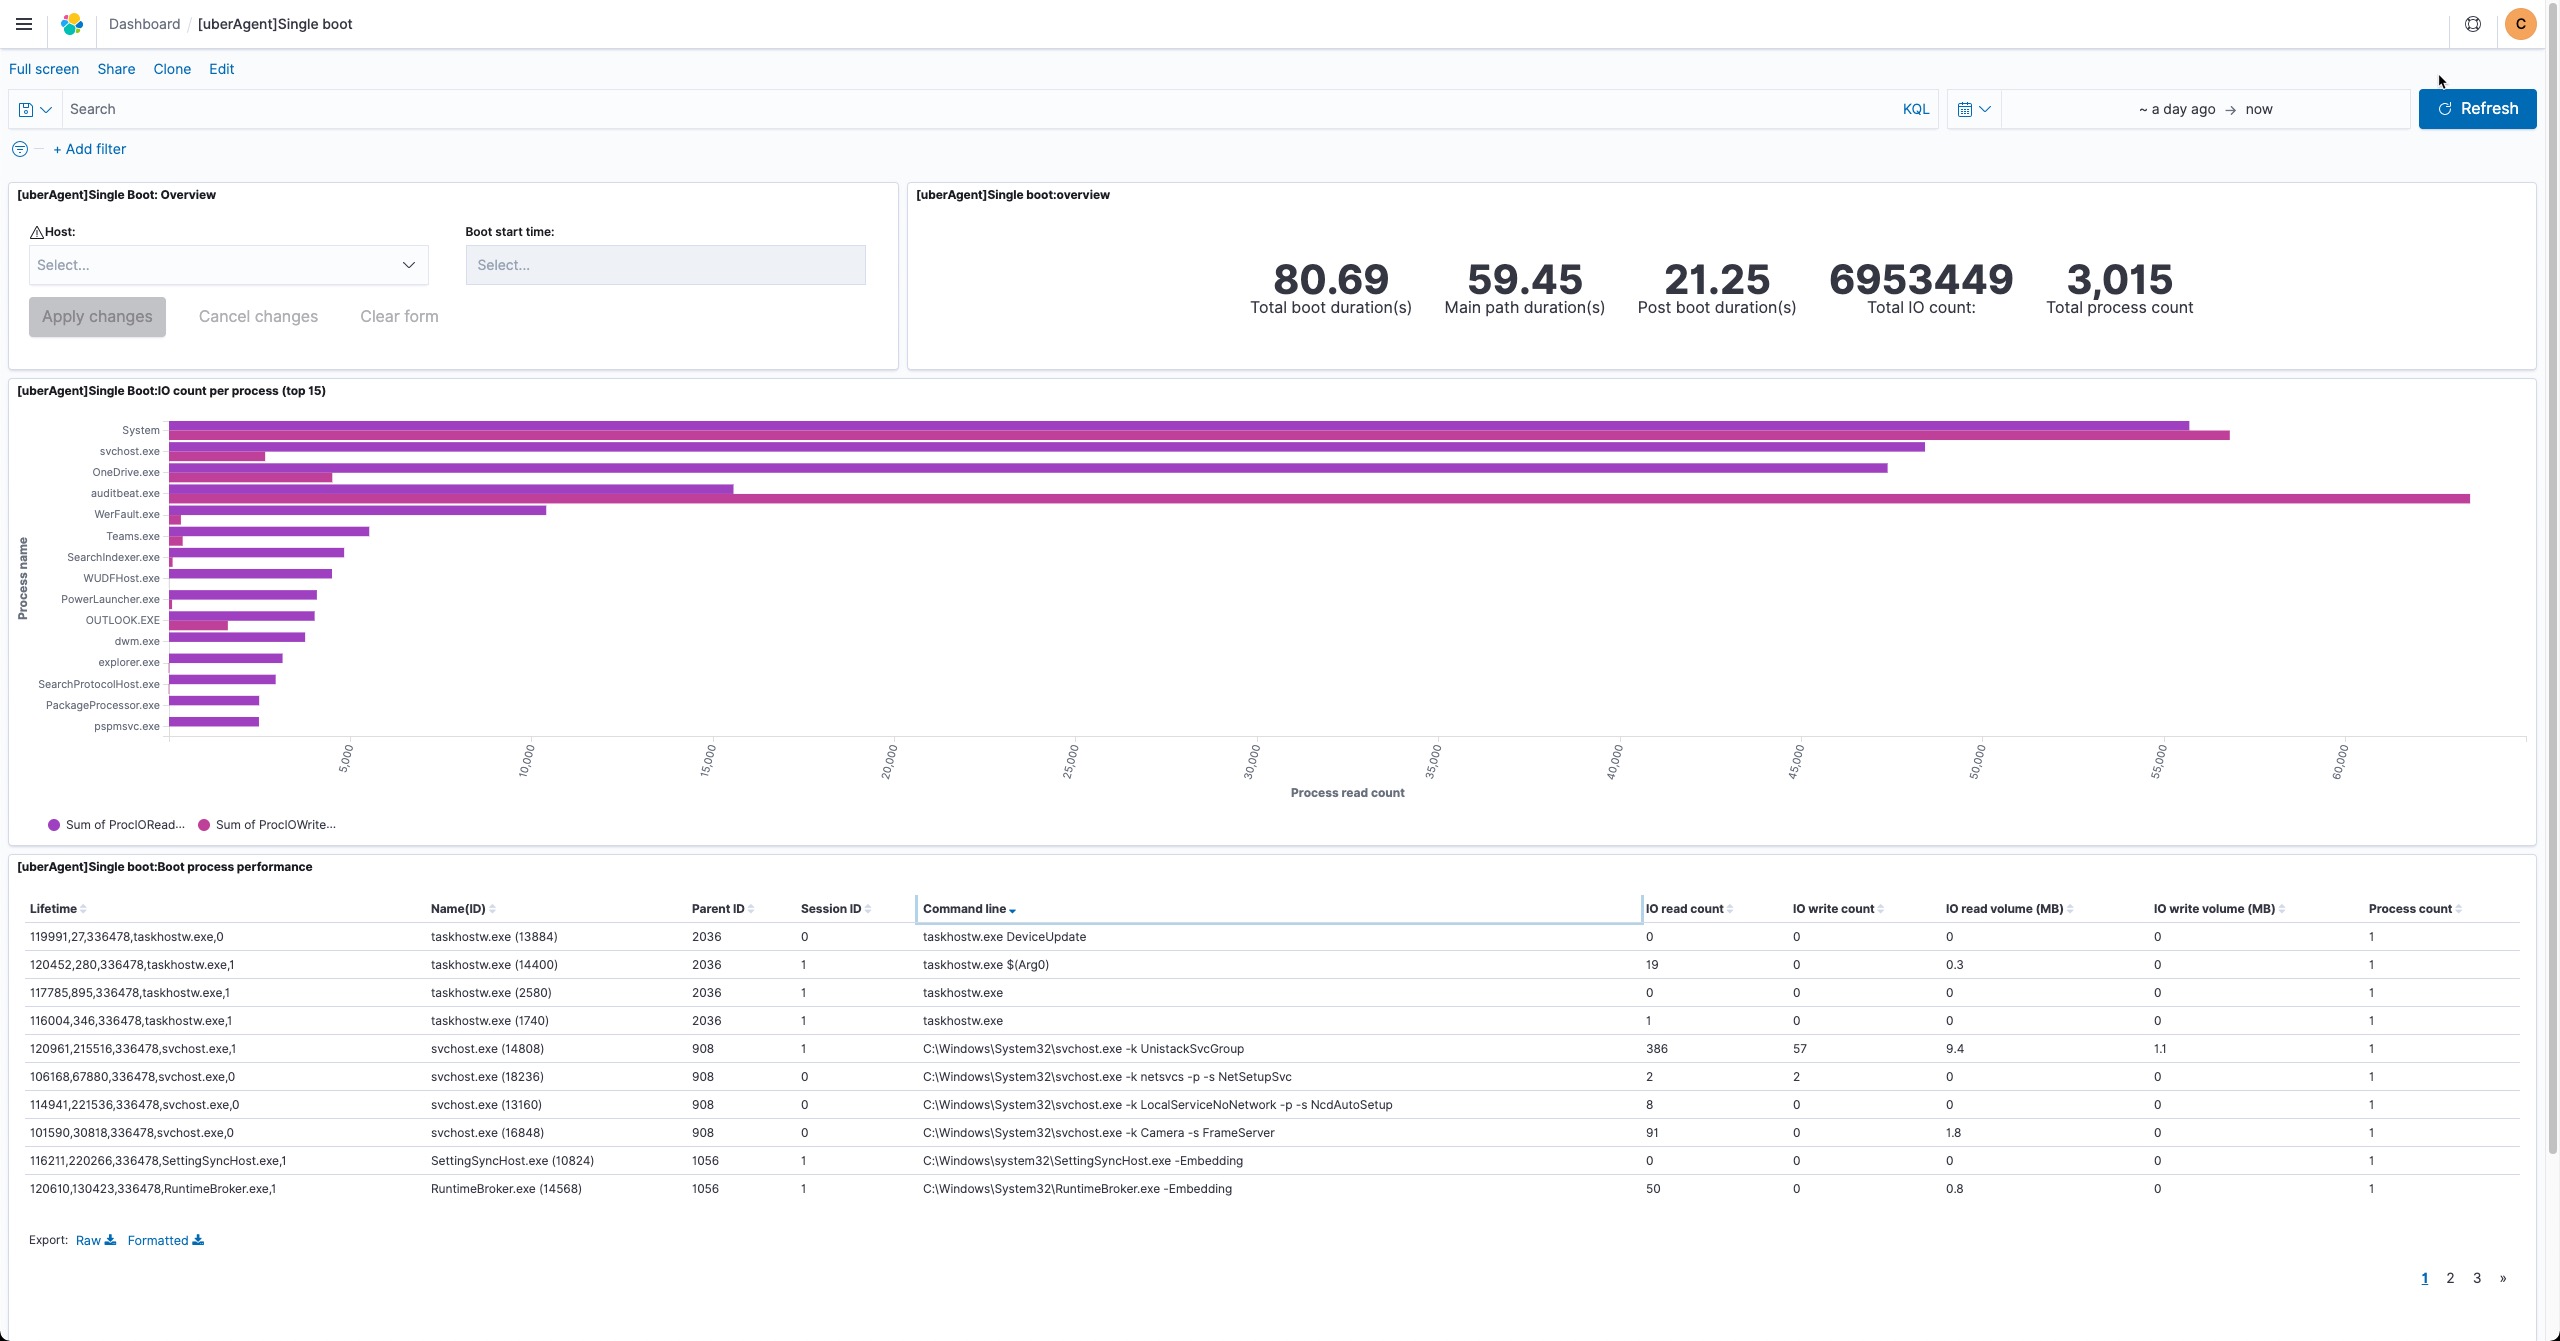 Dashboard / [uberAgent]Single boot
C
Full screen Share Clone Edit
Search KQL ~ a day ago → now Refresh
+ Add filter
[uberAgent]Single Boot: Overview
Host: Boot start time:
Select... Select...
Apply changes Cancel changes Clear form
[uberAgent]Single boot:overview
80.69 59.45 21.25 6953449 3,015
Total boot duration(s) Main path duration(s) Post boot duration(s) Total IO count: Total process count
[uberAgent]Single Boot:IO count per process (top 15)
Process name
System
svchost.exe
OneDrive.exe
auditbeat.exe
WerFault.exe
Teams.exe
SearchIndexer.exe
WUDFHost.exe
PowerLauncher.exe
OUTLOOK.EXE
dwm.exe
explorer.exe
SearchProtocolHost.exe
PackageProcessor.exe
pspmsvc.exe
5,000 10,000 15,000 20,000 25,000 30,000 35,000 40,000 45,000 50,000 55,000 60,000
Process read count
Sum of ProcIORead... Sum of ProcIOWrite...
[uberAgent]Single boot:Boot process performance
Lifetime Name(ID) Parent ID Session ID Command line IO read count IO write count IO read volume (MB) IO write volume (MB) Process count
119991,27,336478,taskhostw.exe,0 taskhostw.exe (13884) 2036 0 taskhostw.exe DeviceUpdate 0 0 0 0 1
120452,280,336478,taskhostw.exe,1 taskhostw.exe (14400) 2036 1 taskhostw.exe $(Arg0) 19 0 0.3 0 1
117785,895,336478,taskhostw.exe,1 taskhostw.exe (2580) 2036 1 taskhostw.exe 0 0 0 0 1
116004,346,336478,taskhostw.exe,1 taskhostw.exe (1740) 2036 1 taskhostw.exe 1 0 0 0 1
120961,215516,336478,svchost.exe,1 svchost.exe (14808) 908 1 C:\Windows\System32\svchost.exe -k UnistackSvcGroup 386 57 9.4 1.1 1
106168,67880,336478,svchost.exe,0 svchost.exe (18236) 908 0 C:\Windows\System32\svchost.exe -k netsvcs -p -s NetSetupSvc 2 2 0 0 1
114941,221536,336478,svchost.exe,0 svchost.exe (13160) 908 0 C:\Windows\System32\svchost.exe -k LocalServiceNoNetwork -p -s NcdAutoSetup 8 0 0 0 1
101590,30818,336478,svchost.exe,0 svchost.exe (16848) 908 0 C:\Windows\System32\svchost.exe -k Camera -s FrameServer 91 0 1.8 0 1
116211,220266,336478,SettingSyncHost.exe,1 SettingSyncHost.exe (10824) 1056 1 C:\Windows\system32\SettingSyncHost.exe -Embedding 0 0 0 0 1
120610,130423,336478,RuntimeBroker.exe,1 RuntimeBroker.exe (14568) 1056 1 C:\Windows\System32\RuntimeBroker.exe -Embedding 50 0 0.8 0 1
Export: Raw Formatted
1 2 3 »